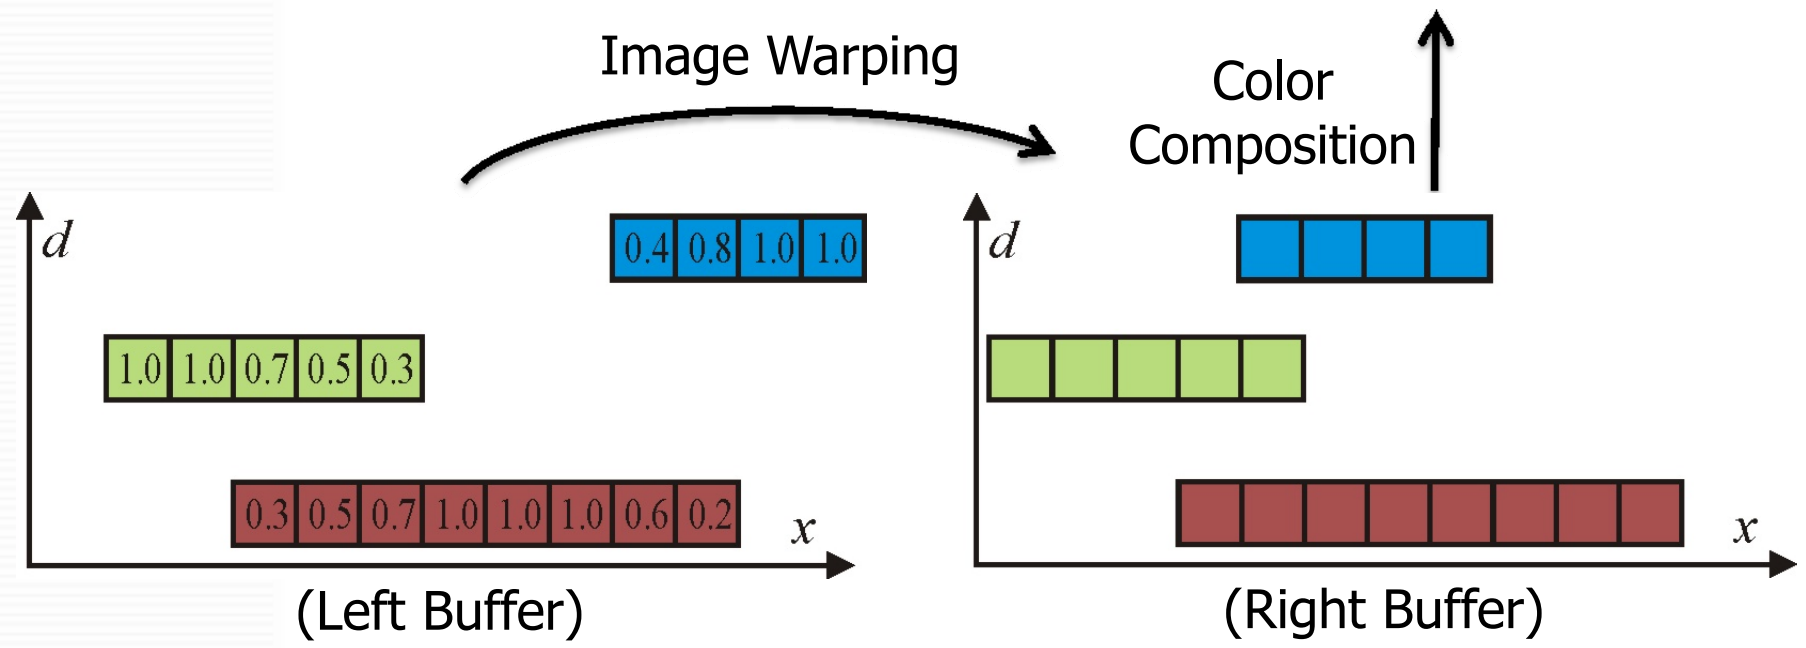 Image Warping
Color
Composition
d
0.4 0.8 1.0 1.0
d
1.0 1.0 0.7 0.5 0.3
0.3 0.5 0.7 1.0 1.0 1.0 0.6 0.2
x
x
(Left Buffer)
(Right Buffer)